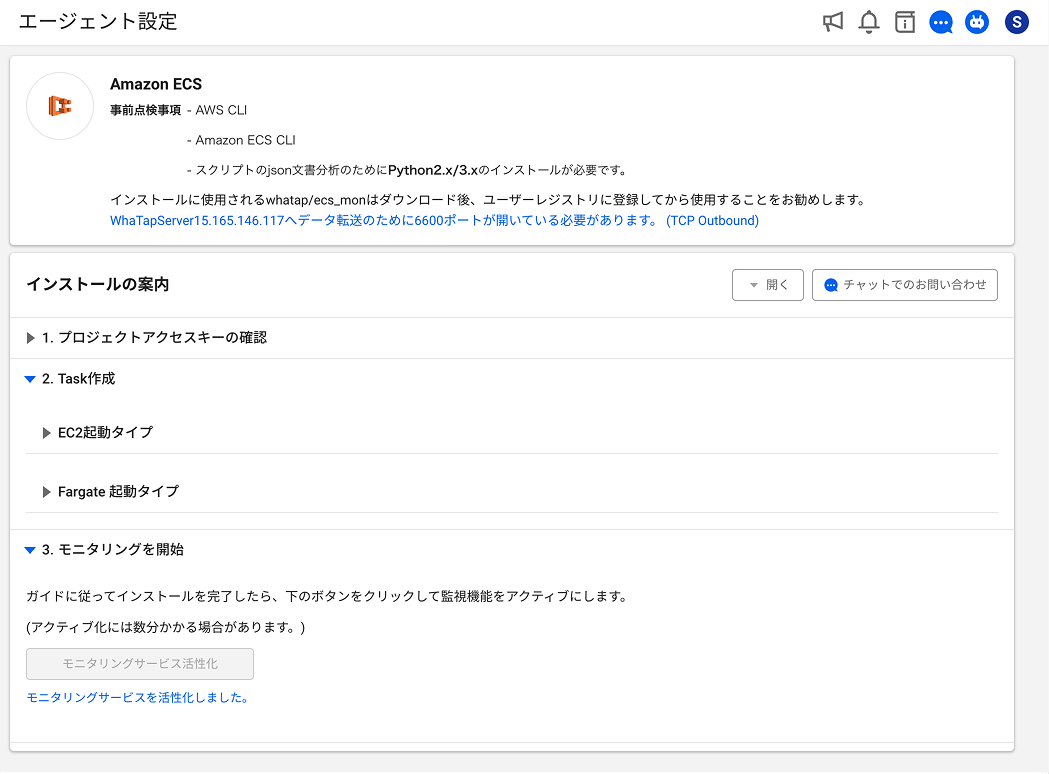 エージェント設定
S
Amazon ECS
事前点検事項 - AWS CLI
- Amazon ECS CLI
- スクリプトのjson文書分析のためにPython2.x/3.xのインストールが必要です。
インストールに使用されるwhatap/ecs_monはダウンロード後、ユーザーレジストリに登録してから使用することをお勧めします。
WhaTapServer15.165.146.117へデータ転送のために6600ポートが開いている必要があります。 (TCP Outbound)
インストールの案内
開く
チャットでのお問い合わせ
1. プロジェクトアクセスキーの確認
2. Task作成
EC2起動タイプ
Fargate 起動タイプ
3. モニタリングを開始
ガイドに従ってインストールを完了したら、下のボタンをクリックして監視機能をアクティブにします。
(アクティブ化には数分かかる場合があります。)
モニタリングサービス活性化
モニタリングサービスを活性化しました。